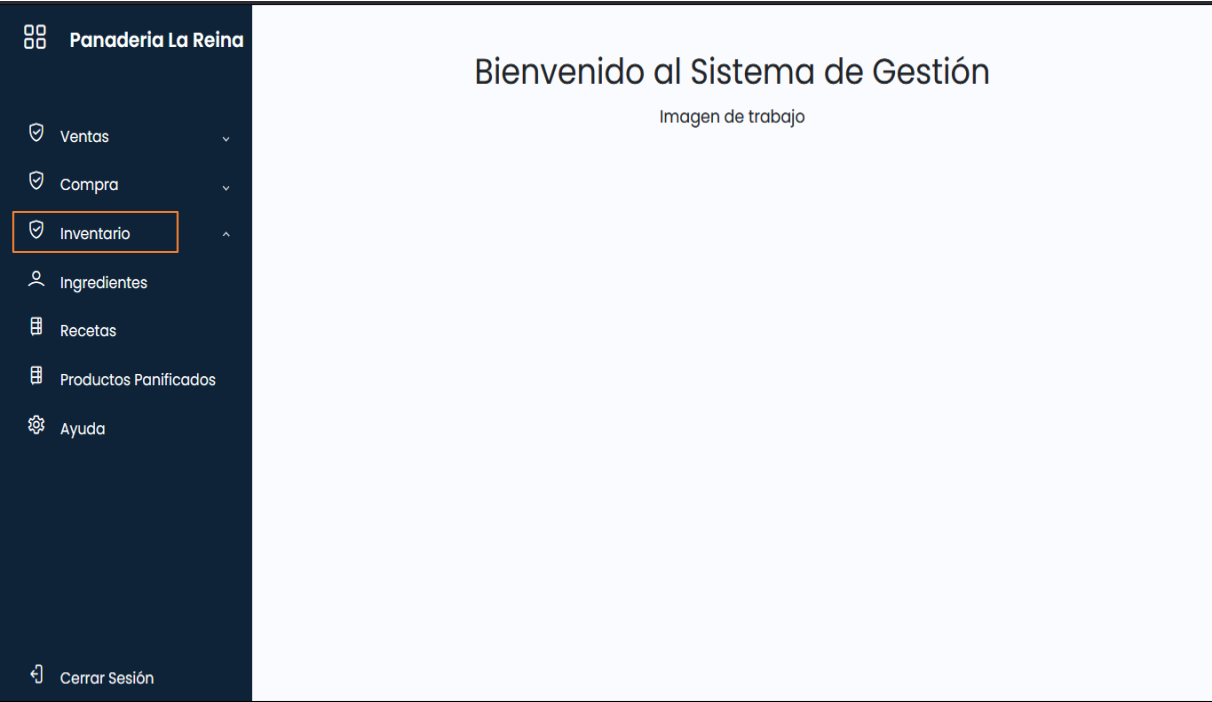 Panaderia La Reina
Ventas
Compra
Inventario
Ingredientes
Recetas
Productos Panificados
Ayuda
Cerrar Sesión
Bienvenido al Sistema de Gestión
Imagen de trabajo